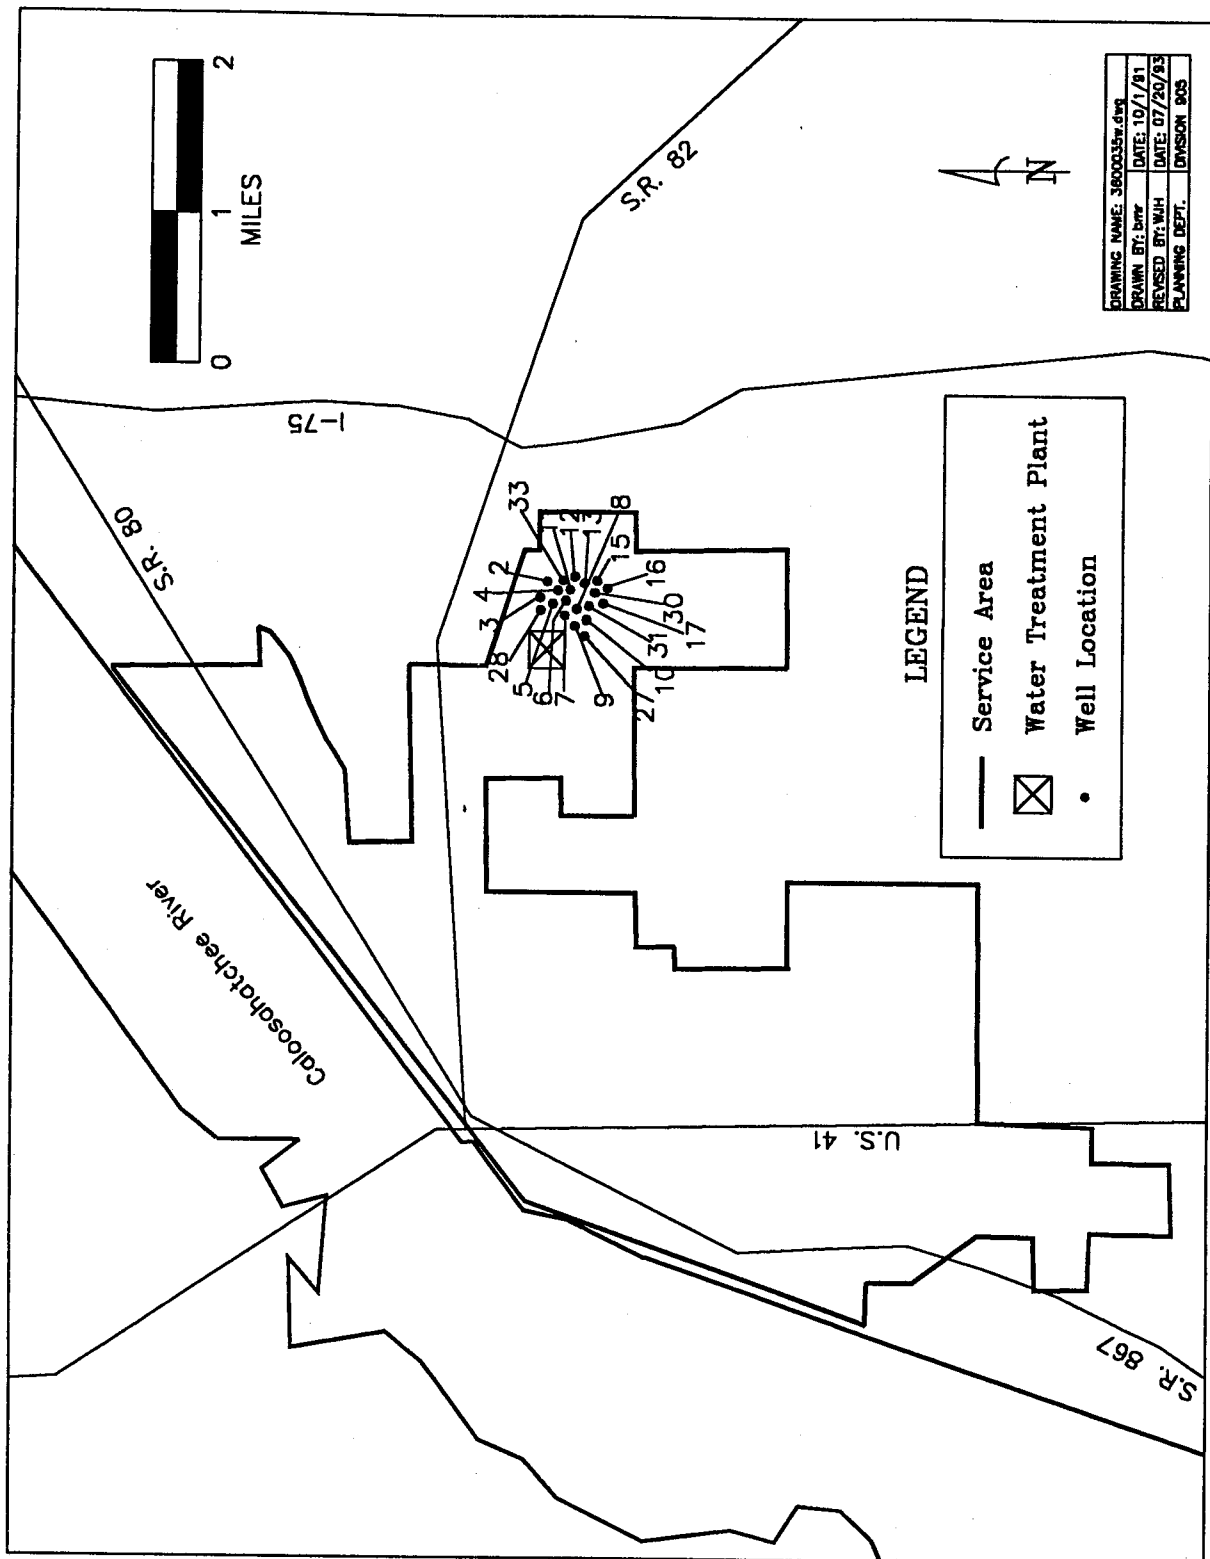 0 1 2
MILES
S.R. 80
I-75
S.R. 82
Caloosahatchee River
U.S. 41
S.R. 867
33
2
4
3
28
5
6
7
9
27
10
31
17
30
16
15
8
13
12
1
N
LEGEND
Service Area
Water Treatment Plant
Well Location
DRAWING NAME: 3600035w.dwg
DRAWN BY: bmr DATE: 10/1/91
REVISED BY: WJH DATE: 07/20/93
PLANNING DEPT. DIVISION 905